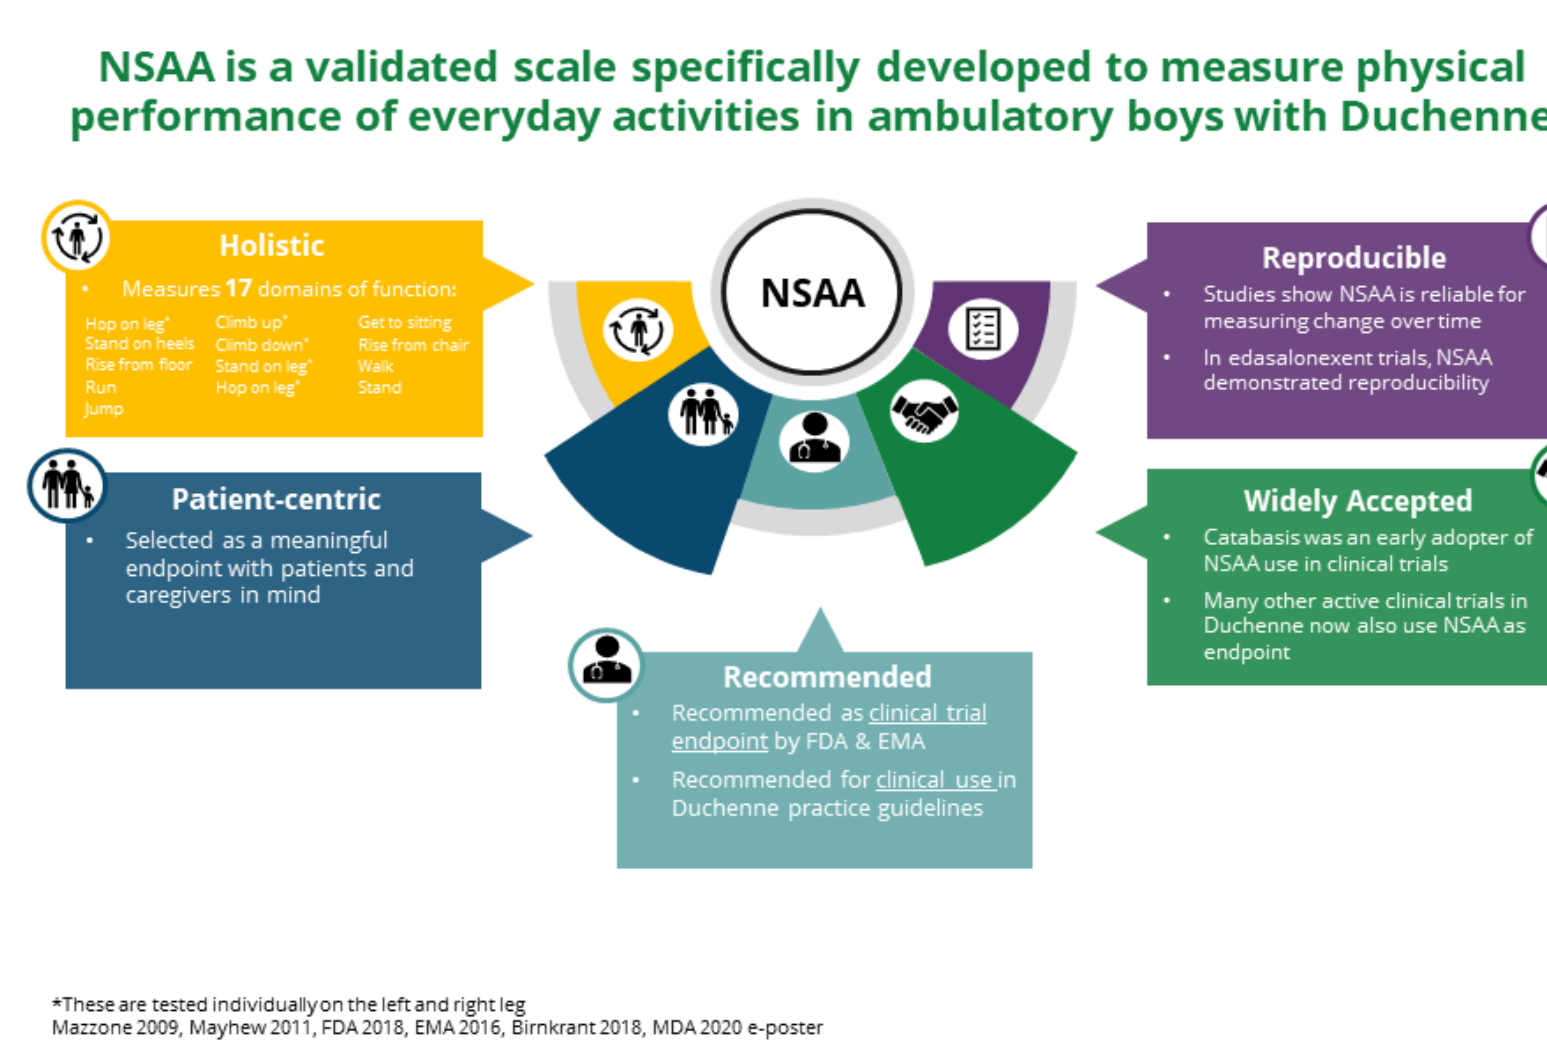 NSAA is a validated scale specifically developed to measure physical
performance of everyday activities in ambulatory boys with Duchenne
Holistic
• Measures 17 domains of function:
Hop on leg*
Stand on heels
Rise from floor
Run
Jump
Climb up*
Climb down*
Stand on leg*
Hop on leg*
Get to sitting
Rise from chair
Walk
Stand
Patient-centric
• Selected as a meaningful
endpoint with patients and
caregivers in mind
NSAA
Recommended
• Recommended as clinical trial
endpoint by FDA & EMA
• Recommended for clinical use in
Duchenne practice guidelines
Reproducible
• Studies show NSAA is reliable for
measuring change over time
• In edasalonexent trials, NSAA
demonstrated reproducibility
Widely Accepted
• Catabasis was an early adopter of
NSAA use in clinical trials
• Many other active clinical trials in
Duchenne now also use NSAA as
endpoint
*These are tested individually on the left and right leg
Mazzone 2009, Mayhew 2011, FDA 2018, EMA 2016, Birnkrant 2018, MDA 2020 e-poster